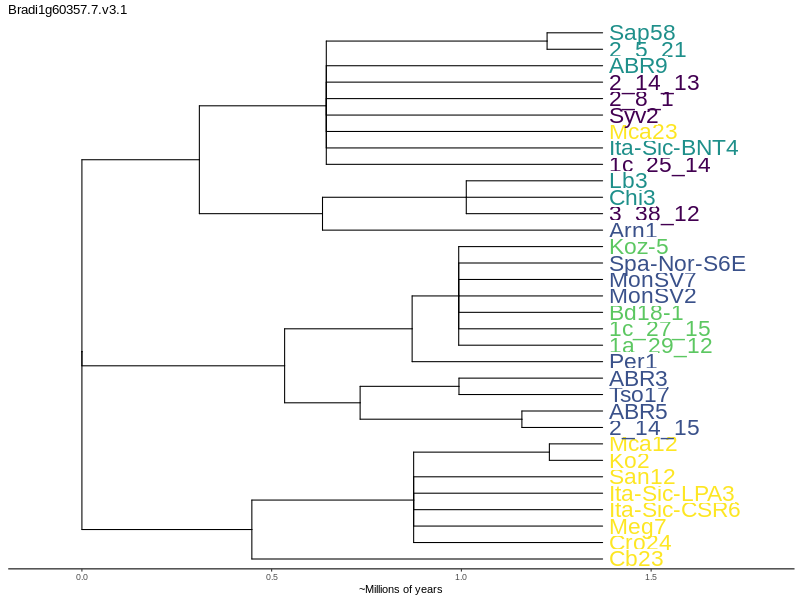 Bradi1g60357.7.v3.1
Sap58
2_5_21
ABR9
2_14_13
2_8_1
Syv2
Mca23
Ita-Sic-BNT4
1c_25_14
Lb3
Chi3
3_38_12
Arn1
Koz-5
Spa-Nor-S6E
MonSV7
MonSV2
Bd18-1
1c_27_15
1a_29_12
Per1
ABR3
Tso17
ABR5
2_14_15
Mca12
Ko2
San12
Ita-Sic-LPA3
Ita-Sic-CSR6
Meg7
Cro24
Cb23
0.0 0.5 1.0 1.5
~Millions of years